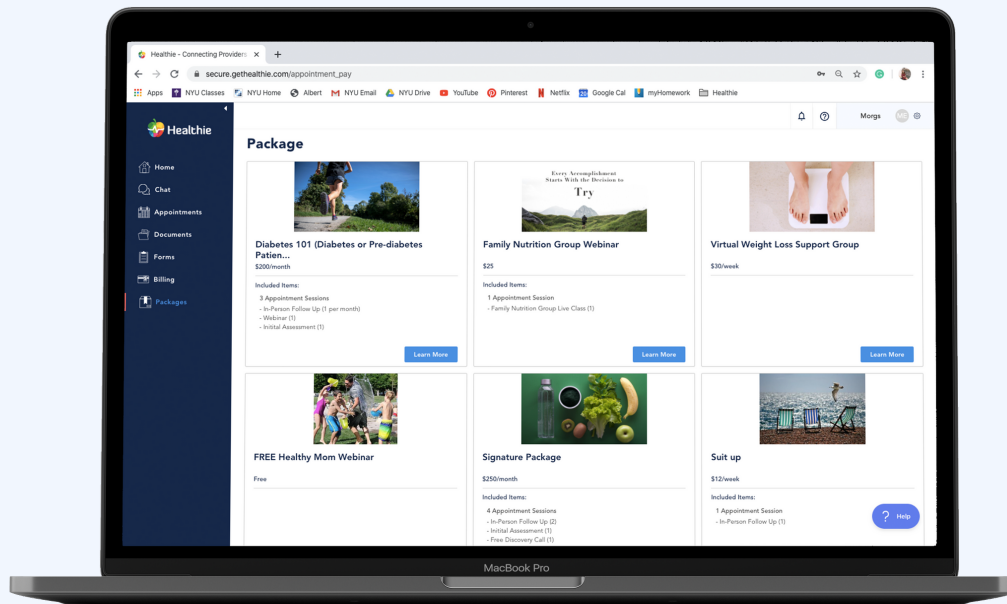 Healthie - Connecting Providers
secure.gethealthie.com/appointment_pay
Apps
NYU Classes
NYU Home
Albert
NYU Email
NYU Drive
YouTube
Pinterest
Netflix
Google Cal
myHomework
Healthie
Healthie
Morgs
ME
Home
Chat
Appointments
Documents
Forms
Billing
Packages
Package
Diabetes 101 (Diabetes or Pre-diabetes
Patien...
$200/month
Included Items:
3 Appointment Sessions
- In-Person Follow Up (1 per month)
- Webinar (1)
- Initital Assessment (1)
Learn More
Every Accomplishment
Starts With the Decision to
Try
Family Nutrition Group Webinar
$25
Included Items:
1 Appointment Session
- Family Nutrition Group Live Class (1)
Learn More
Virtual Weight Loss Support Group
$30/week
Learn More
FREE Healthy Mom Webinar
Free
Signature Package
$250/month
Included Items:
4 Appointment Sessions
- In-Person Follow Up (2)
- Initital Assessment (1)
- Free Discovery Call (1)
Suit up
$12/week
Included Items:
1 Appointment Session
- In-Person Follow Up (1)
? Help
MacBook Pro